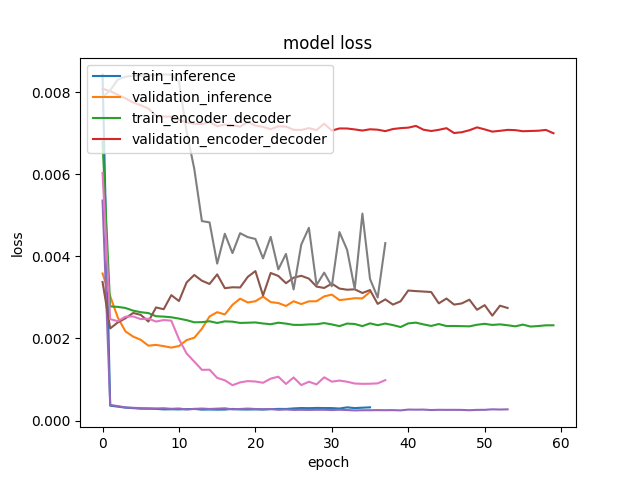 model loss
train_inference
validation_inference
train_encoder_decoder
validation_encoder_decoder
0.008
0.006
0.004
0.002
0.000
loss
0 10 20 30 40 50 60
epoch